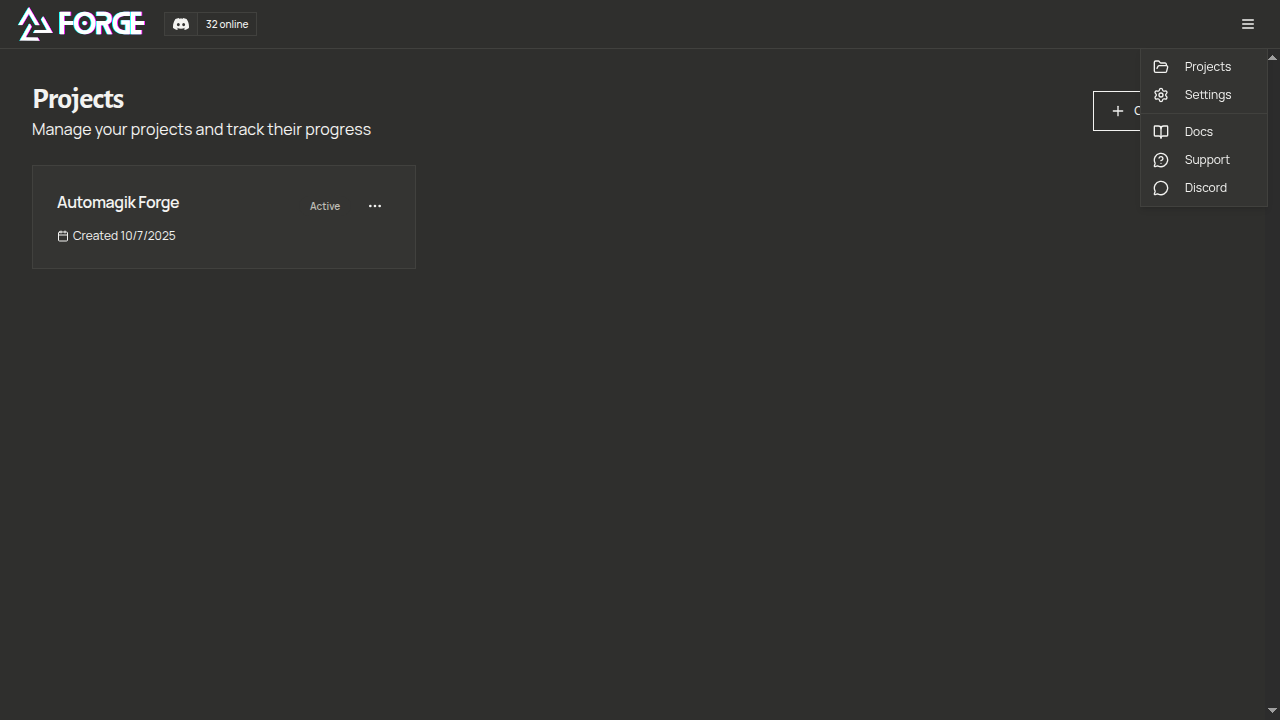 FORGE
32 online
Projects
Settings
Docs
Support
Discord
Projects
Manage your projects and track their progress
Automagik Forge
Active
Created 10/7/2025